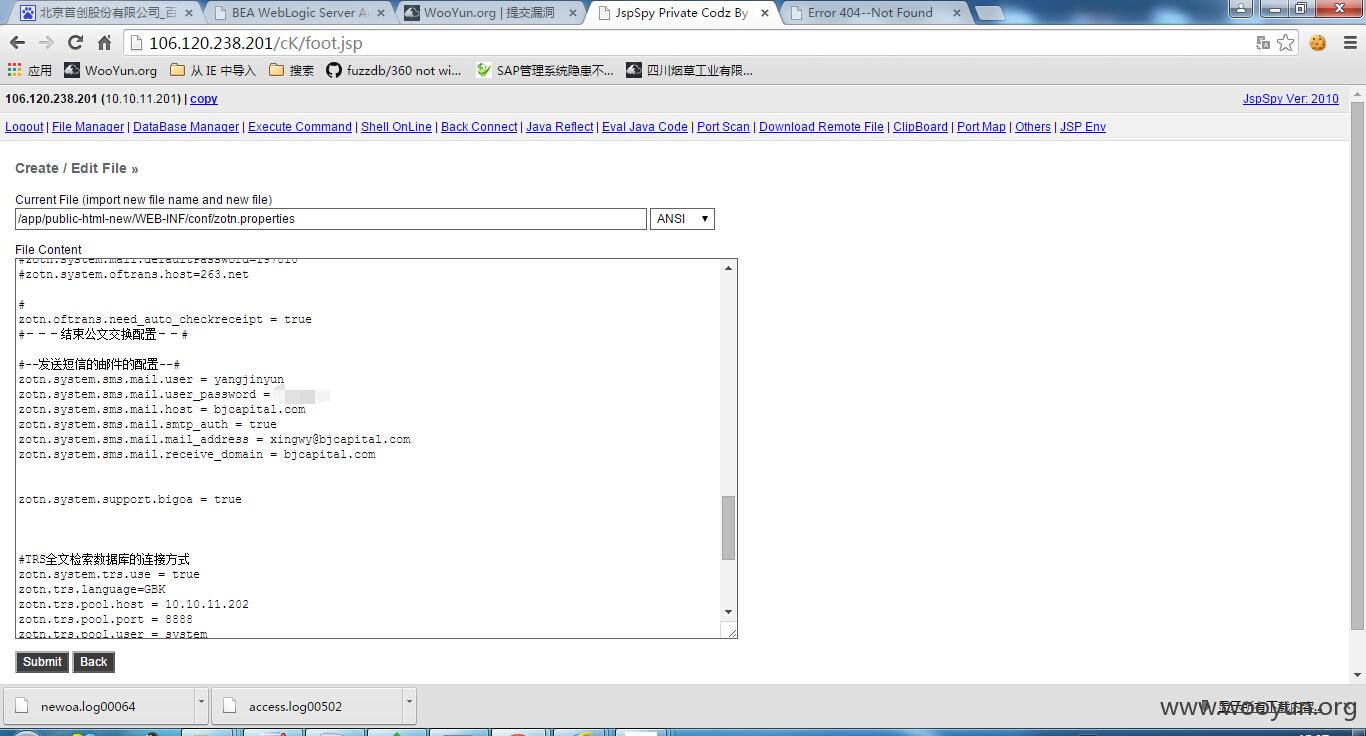 北京首创股份有限公司_百
BEA WebLogic Server A
WooYun.org | 提交漏洞
JspSpy Private Codz By
Error 404--Not Found
106.120.238.201/cK/foot.jsp
应用
WooYun.org
从 IE 中导入
搜索
fuzzdb/360 not wi...
SAP管理系统隐患不...
四川烟草工业有限...
106.120.238.201 (10.10.11.201) | copy
JspSpy Ver: 2010
Logout | File Manager | DataBase Manager | Execute Command | Shell OnLine | Back Connect | Java Reflect | Eval Java Code | Port Scan | Download Remote File | ClipBoard | Port Map | Others | JSP Env
Create / Edit File »
Current File (import new file name and new file)
/app/public-html-new/WEB-INF/conf/zotn.properties
ANSI
File Content
#zotn.system.oftrans.host=263.net
#
zotn.oftrans.need_auto_checkreceipt = true
#---结束公文交换配置--#
#--发送短信的邮件的配置--#
zotn.system.sms.mail.user = yangjinyun
zotn.system.sms.mail.user_password =
zotn.system.sms.mail.host = bjcapital.com
zotn.system.sms.mail.smtp_auth = true
zotn.system.sms.mail.mail_address = xingwy@bjcapital.com
zotn.system.sms.mail.receive_domain = bjcapital.com
zotn.system.support.bigoa = true
#TRS全文检索数据库的连接方式
zotn.system.trs.use = true
zotn.trs.language=GBK
zotn.trs.pool.host = 10.10.11.202
zotn.trs.pool.port = 8888
zotn.trs.pool.user = system
Submit
Back
newoa.log00064
access.log00502
www.wooyun.org